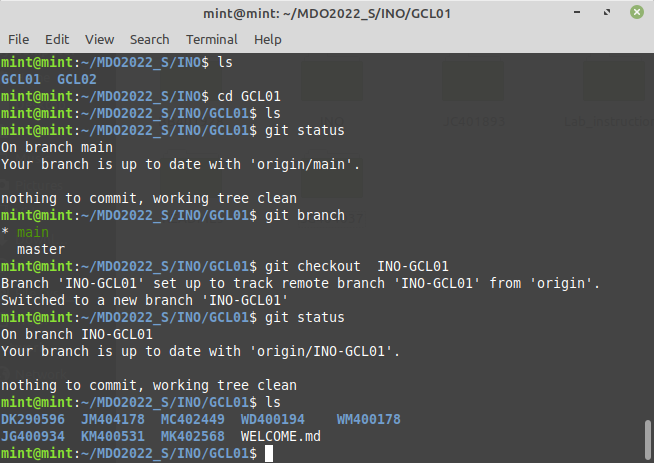 mint@mint: ~/MDO2022_S/INO/GCL01
File Edit View Search Terminal Help
mint@mint:~/MDO2022_S/INO$ ls
GCL01  GCL02
mint@mint:~/MDO2022_S/INO$ cd GCL01
mint@mint:~/MDO2022_S/INO/GCL01$ ls
mint@mint:~/MDO2022_S/INO/GCL01$ git status
On branch main
Your branch is up to date with 'origin/main'.
nothing to commit, working tree clean
mint@mint:~/MDO2022_S/INO/GCL01$ git branch
* main
  master
mint@mint:~/MDO2022_S/INO/GCL01$ git checkout  INO-GCL01
Branch 'INO-GCL01' set up to track remote branch 'INO-GCL01' from 'origin'.
Switched to a new branch 'INO-GCL01'
mint@mint:~/MDO2022_S/INO/GCL01$ git status
On branch INO-GCL01
Your branch is up to date with 'origin/INO-GCL01'.
nothing to commit, working tree clean
mint@mint:~/MDO2022_S/INO/GCL01$ ls
DK290596  JM404178  MC402449  WD400194    WM400178
JG400934  KM400531  MK402568  WELCOME.md
mint@mint:~/MDO2022_S/INO/GCL01$